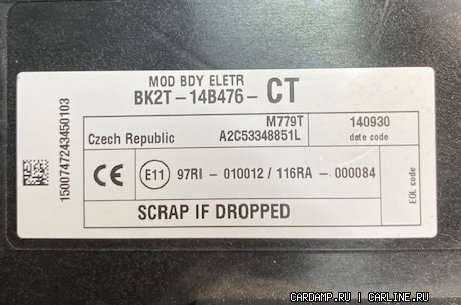 MOD BDY ELETR
BK2T-14B476-CT
M779T
Czech Republic A2C53348851L
140930
date code
CE E11 97RI - 010012 / 116RA - 000084
SCRAP IF DROPPED
EOL code
1500747243450103
CARDAMP.RU | CARLINE.RU